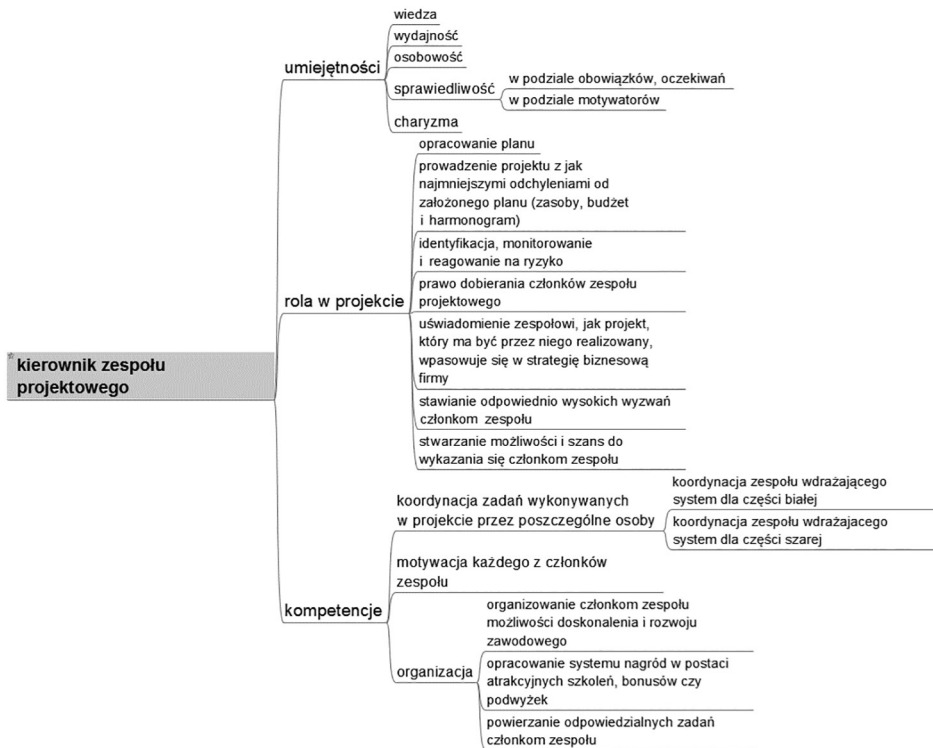 wiedza
wydajność
osobowość
umiejętności
sprawiedliwość
w podziale obowiązków, oczekiwań
w podziale motywatorów
charyzma
opracowanie planu
prowadzenie projektu z jak
najmniejszymi odchyleniami od
założonego planu (zasoby, budżet
i harmonogram)
identyfikacja, monitorowanie
i reagowanie na ryzyko
rola w projekcie
prawo dobierania członków zespołu
projektowego
uświadomienie zespołowi, jak projekt,
który ma być przez niego realizowany,
wpasowuje się w strategię biznesową
firmy
stawianie odpowiednio wysokich wyzwań
członkom zespołu
stwarzanie możliwości i szans do
wykazania się członkom zespołu
kierownik zespołu
projektowego
koordynacja zadań wykonywanych
w projekcie przez poszczególne osoby
koordynacja zespołu wdrażającego
system dla części białej
koordynacja zespołu wdrażajacego
system dla części szarej
motywacja każdego z członków
zespołu
kompetencje
organizacja
organizowanie członkom zespołu
możliwości doskonalenia i rozwoju
zawodowego
opracowanie systemu nagród w postaci
atrakcyjnych szkoleń, bonusów czy
podwyżek
powierzanie odpowiedzialnych zadań
członkom zespołu